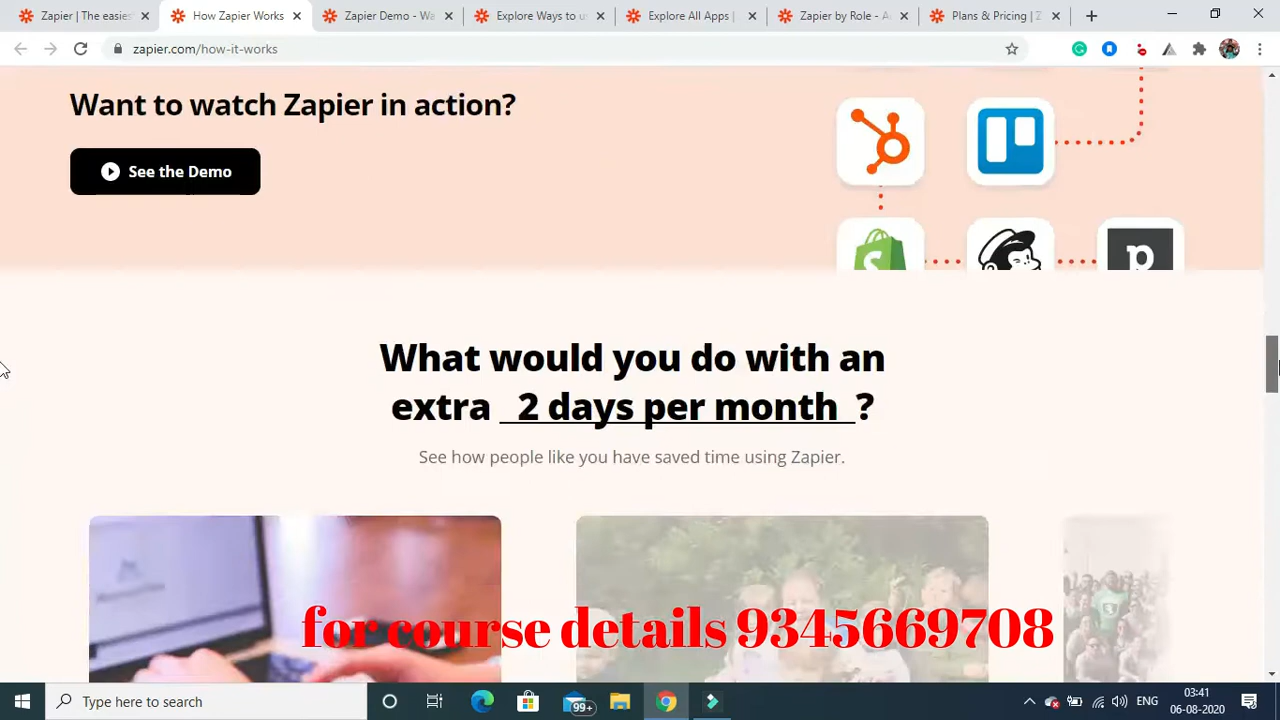 Zapier | The easies
How Zapier Works
Zapier Demo - Wa
Explore Ways to u
Explore All Apps |
Zapier by Role - A
Plans & Pricing | Z
zapier.com/how-it-works
Want to watch Zapier in action?
See the Demo
p
What would you do with an
extra 2 days per month ?
See how people like you have saved time using Zapier.
for course details 9345669708
Type here to search
99+
ENG
03:41
06-08-2020